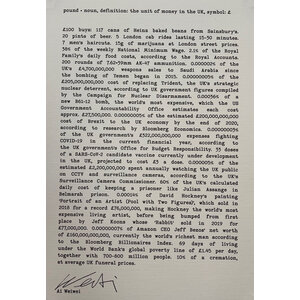 pound - noun, definition: the unit of money in the UK, symbol: £
£100 buys: 117 cans of Heinz baked beans from Sainsbury's.
20 pints of beer. 5 London cab rides lasting 15-30 minutes.
7 men's haircuts. 10g of marijuana at London street prices.
38% of the weekly National Minimum Wage. 2.1% of the Royal
Family's daily food costs, according to the Royal Accounts.
200 rounds of 7.62×39mm AK-47 ammunition. 0.000002% of the
UK's £4,700,000,000 weapons sales to Saudi Arabia since
the bombing of Yemen began in 2015. 0.00000005% of the
£205,000,000,000 cost of replacing Trident, the UK's strategic
nuclear deterrent, according to UK government figures compiled
by the Campaign for Nuclear Disarmament. 0.0005% of a
new B61-12 bomb, the world's most expensive, which the US
Government Accountability Office estimates each cost
approx. £27,500,000. 0.00000005% of the estimated £200,000,000,000
cost of Brexit to the UK economy by the end of 2020,
according to research by Bloomberg Economics. 0.00000002%
of the UK government's £522,000,000,000 expenses fighting
COVID-19 in the current financial year, according to
the UK government's Office for Budget Responsibility. 33 doses
of a SARS-CoV-2 candidate vaccine currently under development
in the UK, projected to cost £3 a dose. 0.000005% of the
estimated £2,200,000,000 spent annually watching the UK public
on CCTV and surveillance cameras, according to the UK's
Surveillance Camera Commissioner. 80% of the UK's calculated
daily cost of keeping a prisoner like Julian Assange in
Belmarsh prison. 0.0001% of David Hockney's painting
'Portrait of an Artist (Pool with Two Figures)', which sold in
2018 for a record £78,000,000, making Hockney the world's most
expensive living artist, before being bumped from first
place by Jeff Koons whose 'Rabbit' sold in 2019 for
£77,000,000. 0.00000007% of Amazon CEO Jeff Bezos' net worth
of £160,000,000,000, currently the world's richest man according
to the Bloomberg Billionaires Index. 69 days of living
under the World Bank's global poverty line of £1.45 per day,
together with 700-600 million people. 10% of a cremation,
at average UK funeral prices.
Ai Weiwei